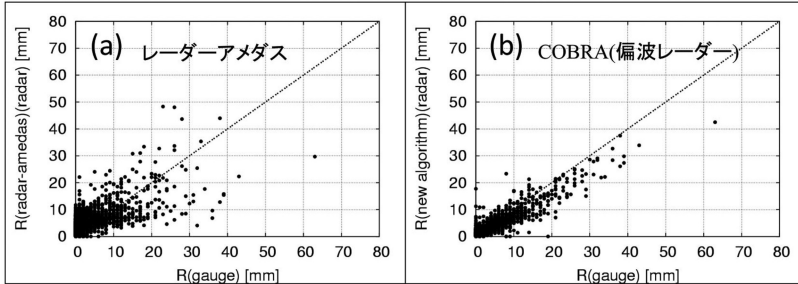 (a) レーダーアメダス
R(radar-amedas)(radar) [mm]
80
70
60
50
40
30
20
10
0
0 10 20 30 40 50 60 70 80
R(gauge) [mm]
(b) COBRA(偏波レーダー)
R(new algorithm)(radar) [mm]
80
70
60
50
40
30
20
10
0
0 10 20 30 40 50 60 70 80
R(gauge) [mm]